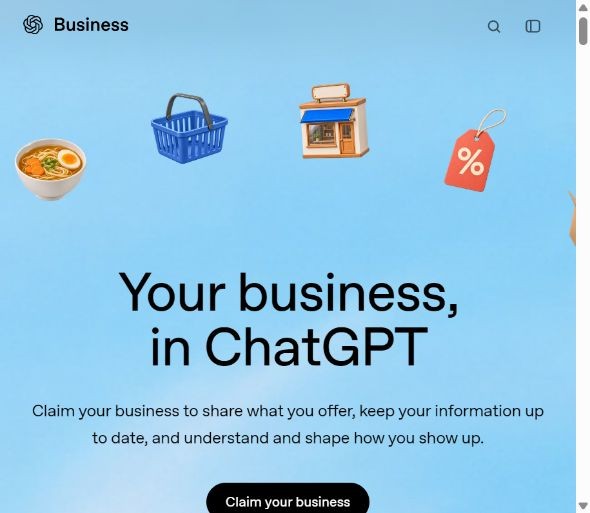 Business
%
Your business,
in ChatGPT
Claim your business to share what you offer, keep your information up
to date, and understand and shape how you show up.
Claim your business